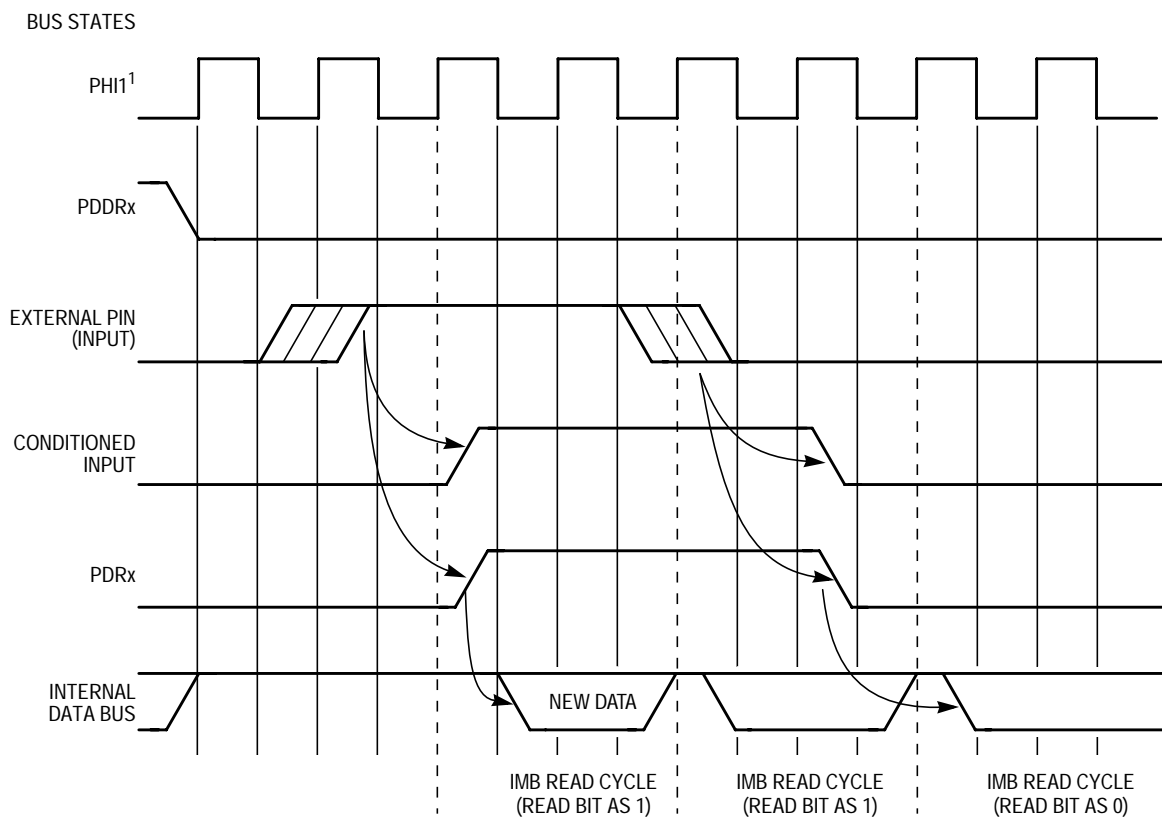 BUS STATES
PHI1¹
PDDRx
EXTERNAL PIN
(INPUT)
CONDITIONED
INPUT
PDRx
INTERNAL
DATA BUS
NEW DATA
IMB READ CYCLE
(READ BIT AS 1)
IMB READ CYCLE
(READ BIT AS 1)
IMB READ CYCLE
(READ BIT AS 0)